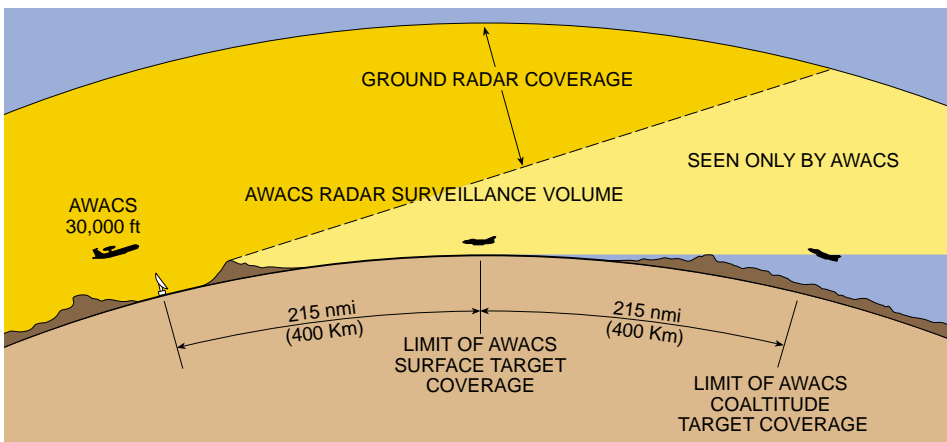 GROUND RADAR COVERAGE
SEEN ONLY BY AWACS
AWACS RADAR SURVEILLANCE VOLUME
AWACS
30,000 ft
215 nmi
(400 Km)
215 nmi
(400 Km)
LIMIT OF AWACS
SURFACE TARGET
COVERAGE
LIMIT OF AWACS
COALTITUDE
TARGET COVERAGE